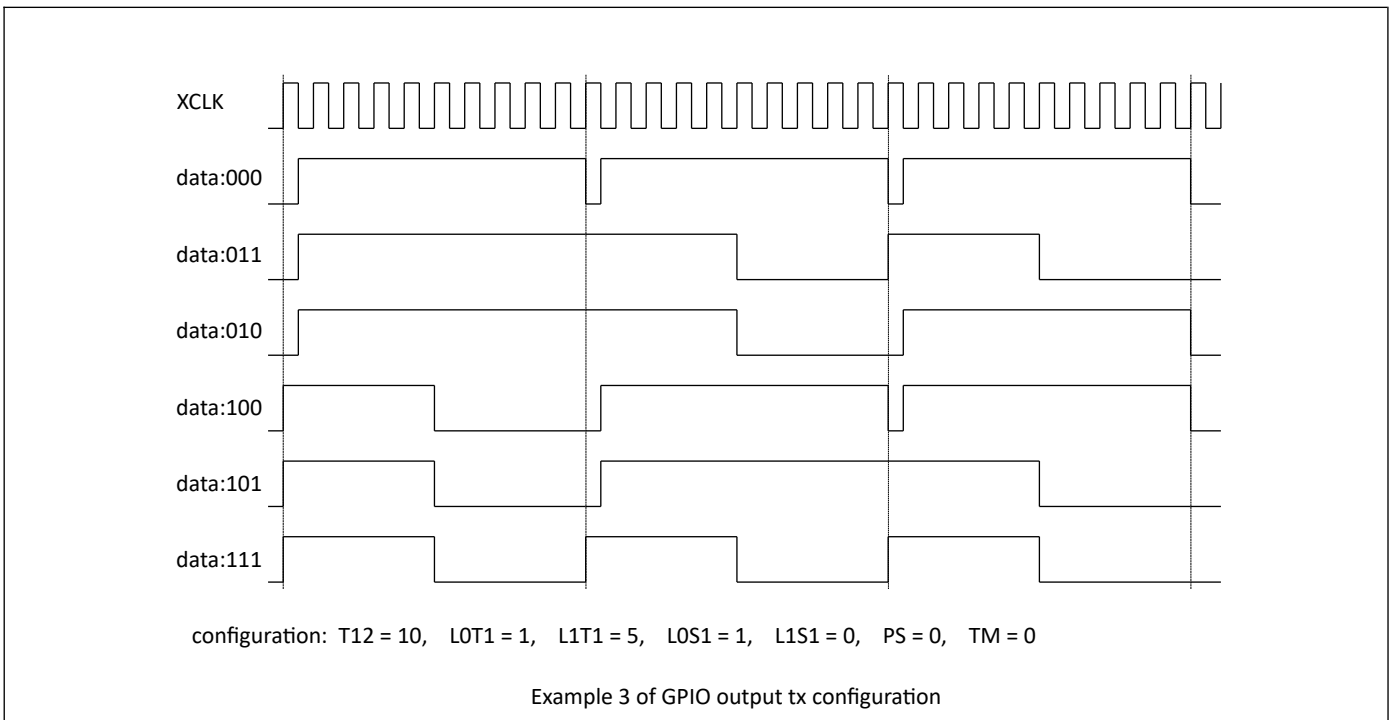 XCLK
data:000
data:011
data:010
data:100
data:101
data:111
configuration: T12 = 10, L0T1 = 1, L1T1 = 5, L0S1 = 1, L1S1 = 0, PS = 0, TM = 0
Example 3 of GPIO output tx configuration